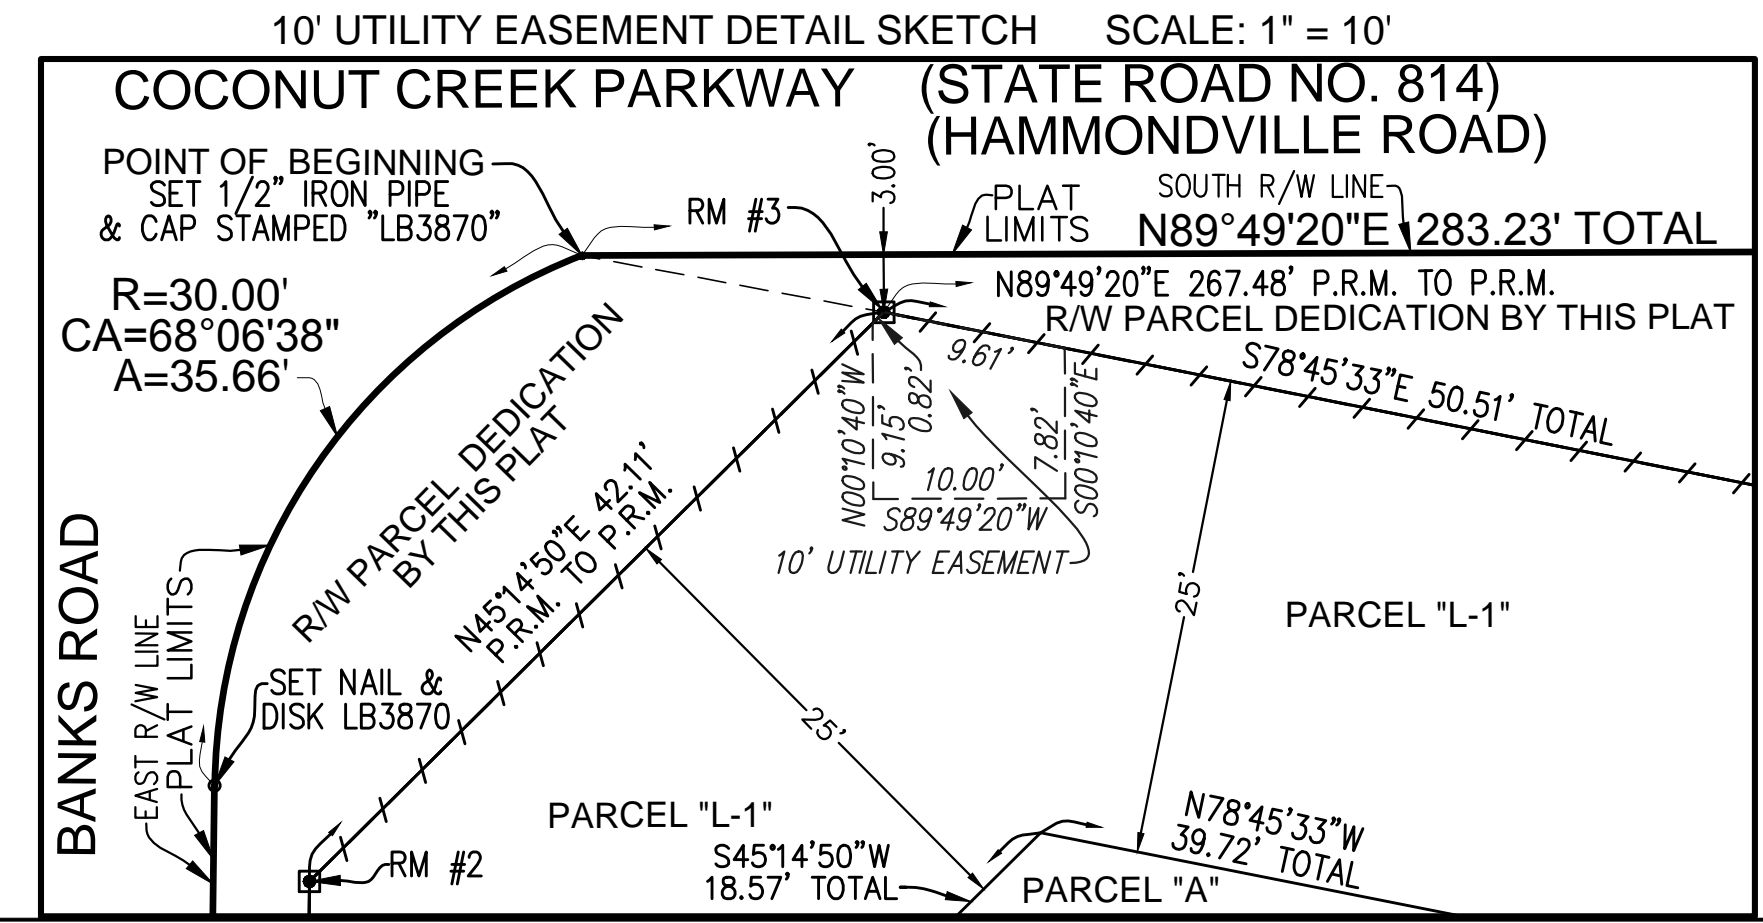 10' UTILITY EASEMENT DETAIL SKETCH SCALE: 1" = 10'
COCONUT CREEK PARKWAY (STATE ROAD NO. 814)
(HAMMONDVILLE ROAD)
POINT OF BEGINNING
SET 1/2" IRON PIPE
& CAP STAMPED "LB3870"
RM #3
3.00'
PLAT
LIMITS
SOUTH R/W LINE
N89°49'20"E 283.23' TOTAL
R=30.00'
CA=68°06'38"
A=35.66'
N89°49'20"E 267.48' P.R.M. TO P.R.M.
R/W PARCEL DEDICATION BY THIS PLAT
S78°45'33"E 50.51' TOTAL
R/W PARCEL DEDICATION
BY THIS PLAT
N45°14'50"E 42.11'
P.R.M. TO P.R.M.
N00°10'40"W
9.15'
0.82'
9.61'
7.82'
S00°10'40"E
10.00'
S89°49'20"W
10' UTILITY EASEMENT
25'
PARCEL "L-1"
BANKS ROAD
EAST R/W LINE
PLAT LIMITS
SET NAIL &
DISK LB3870
25'
PARCEL "L-1"
RM #2
S45°14'50"W
18.57' TOTAL
N78°45'33"W
39.72' TOTAL
PARCEL "A"